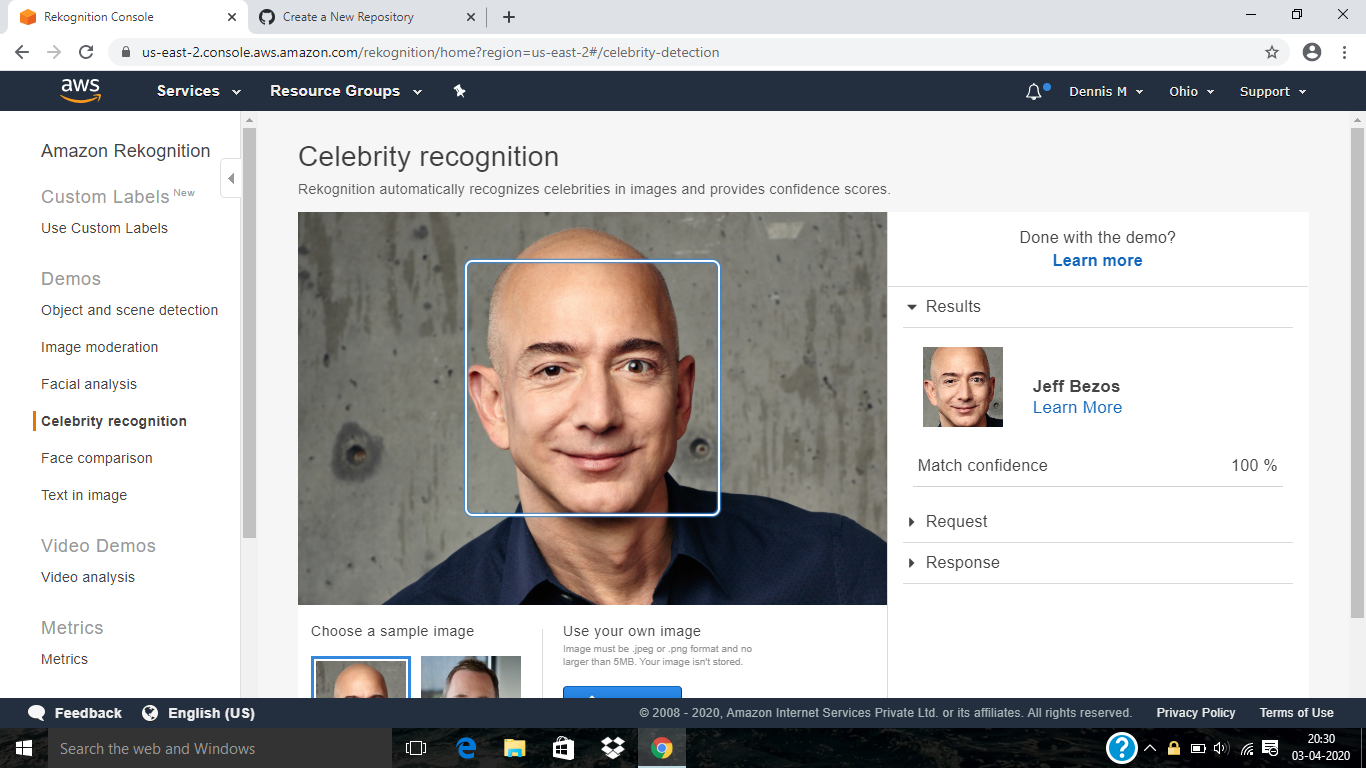 Rekognition Console
Create a New Repository
us-east-2.console.aws.amazon.com/rekognition/home?region=us-east-2#/celebrity-detection
aws
Services
Resource Groups
Dennis M
Ohio
Support
Amazon Rekognition
Custom Labels New
Use Custom Labels
Demos
Object and scene detection
Image moderation
Facial analysis
Celebrity recognition
Face comparison
Text in image
Video Demos
Video analysis
Metrics
Metrics
Celebrity recognition
Rekognition automatically recognizes celebrities in images and provides confidence scores.
Done with the demo?
Learn more
Results
Jeff Bezos
Learn More
Match confidence 100 %
Request
Response
Choose a sample image
Use your own image
Image must be .jpeg or .png format and no
larger than 5MB. Your image isn't stored.
Feedback
English (US)
© 2008 - 2020, Amazon Internet Services Private Ltd. or its affiliates. All rights reserved.
Privacy Policy
Terms of Use
Search the web and Windows
20:30
03-04-2020